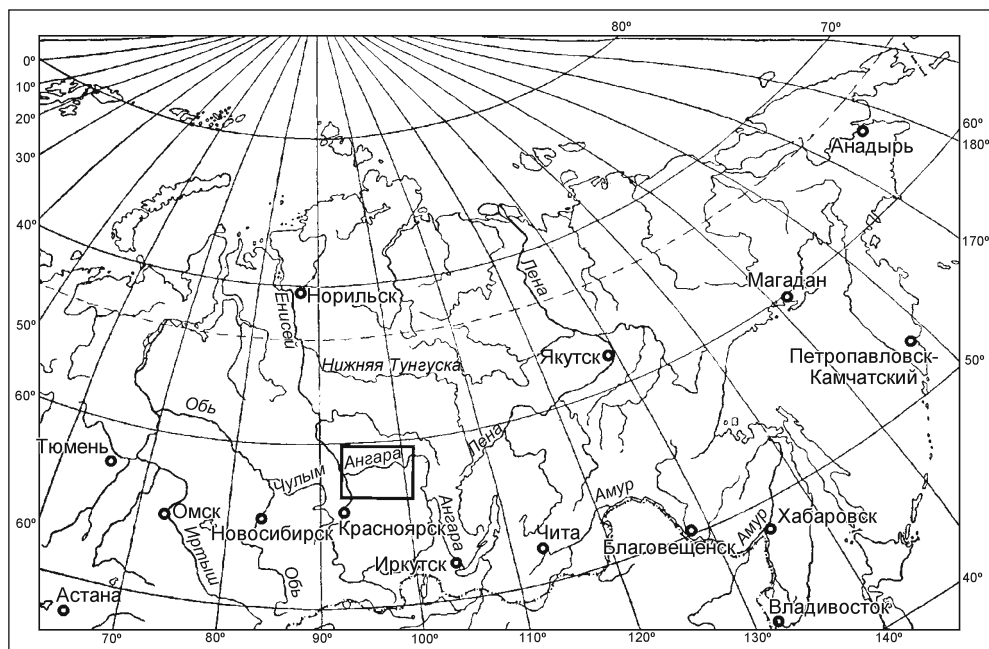 80º
70º
0º
10º
20º
30º
40º
50º
60º
60º
60º
180º
170º
50º
40º
Анадырь
Магадан
Лена
Норильск
Енисей
Якутск
Нижняя Тунгуска
Петропавловск-
Камчатский
Обь
Тюмень
Ангара
Лена
Чулым
Омск
Новосибирск
Красноярск
Ангара
Амур
Чита
Благовещенск
Амур
Хабаровск
Иртыш
Обь
Иркутск
Астана
Владивосток
70º
80º
90º
100º
110º
120º
130º
140º